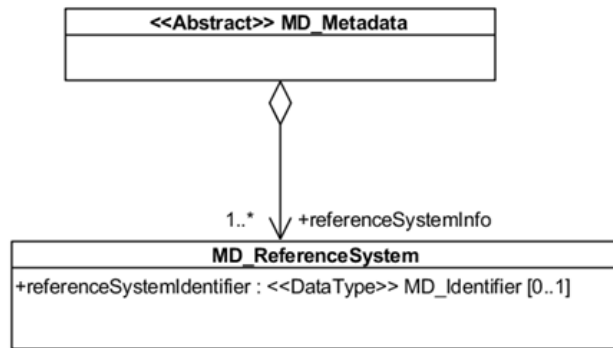 <<Abstract>> MD_Metadata
1..* +referenceSystemInfo
MD_ReferenceSystem
+referenceSystemIdentifier : <<DataType>> MD_Identifier [0..1]